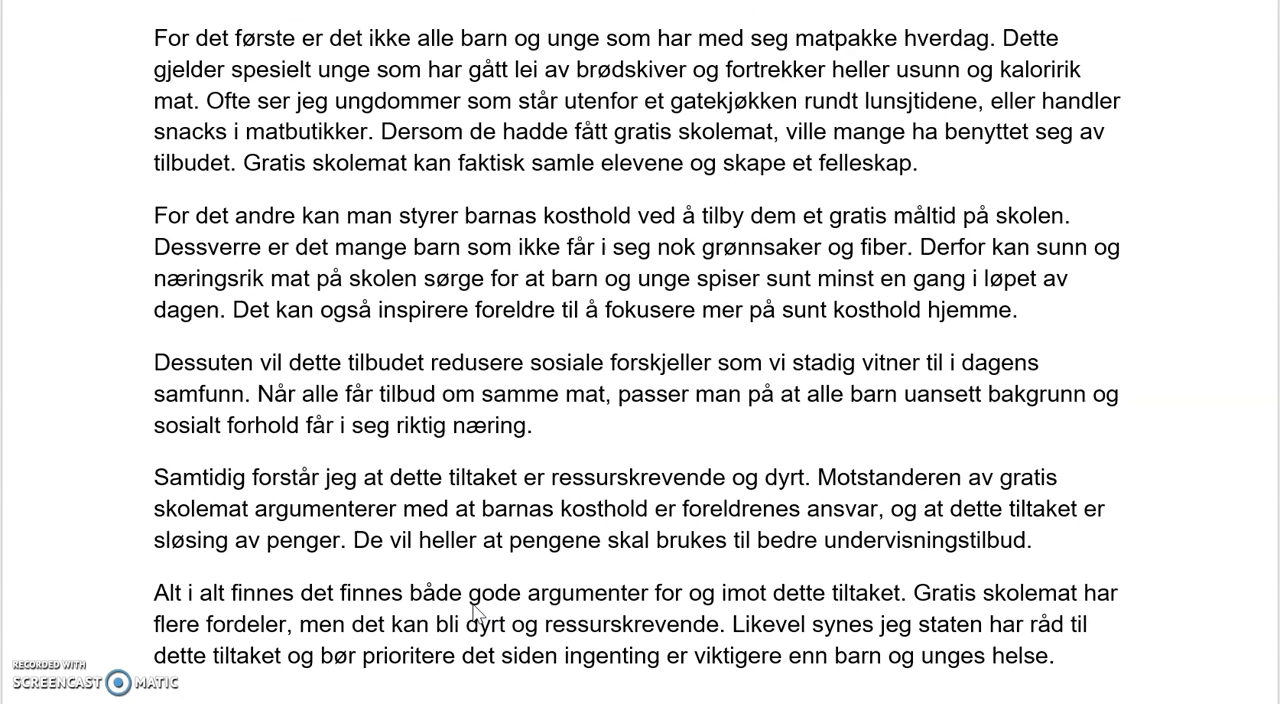 For det første er det ikke alle barn og unge som har med seg matpakke hverdag. Dette
gjelder spesielt unge som har gått lei av brødskiver og fortrekker heller usunn og kaloririk
mat. Ofte ser jeg ungdommer som står utenfor et gatekjøkken rundt lunsjtidene, eller handler
snacks i matbutikker. Dersom de hadde fått gratis skolemat, ville mange ha benyttet seg av
tilbudet. Gratis skolemat kan faktisk samle elevene og skape et felleskap.
For det andre kan man styrer barnas kosthold ved å tilby dem et gratis måltid på skolen.
Dessverre er det mange barn som ikke får i seg nok grønnsaker og fiber. Derfor kan sunn og
næringsrik mat på skolen sørge for at barn og unge spiser sunt minst en gang i løpet av
dagen. Det kan også inspirere foreldre til å fokusere mer på sunt kosthold hjemme.
Dessuten vil dette tilbudet redusere sosiale forskjeller som vi stadig vitner til i dagens
samfunn. Når alle får tilbud om samme mat, passer man på at alle barn uansett bakgrunn og
sosialt forhold får i seg riktig næring.
Samtidig forstår jeg at dette tiltaket er ressurskrevende og dyrt. Motstanderen av gratis
skolemat argumenterer med at barnas kosthold er foreldrenes ansvar, og at dette tiltaket er
sløsing av penger. De vil heller at pengene skal brukes til bedre undervisningstilbud.
Alt i alt finnes det finnes både gode argumenter for og imot dette tiltaket. Gratis skolemat har
flere fordeler, men det kan bli dyrt og ressurskrevende. Likevel synes jeg staten har råd til
dette tiltaket og bør prioritere det siden ingenting er viktigere enn barn og unges helse.
RECORDED WITH
SCREENCAST MATIC